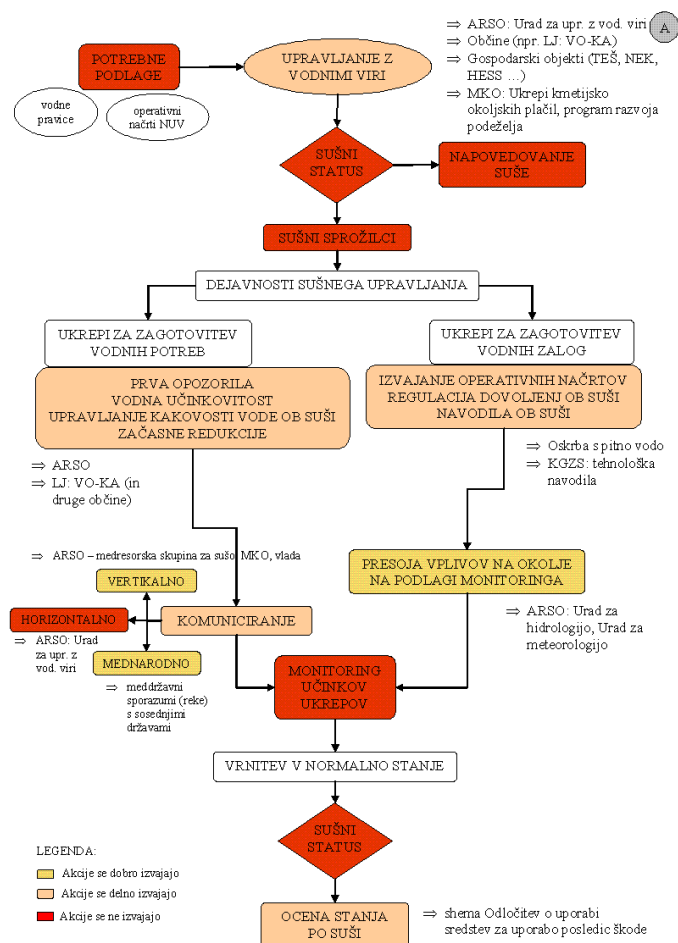 ⇒ ARSO: Urad za upr. z vod. viri
A
⇒ Občine (npr. LJ: VO-KA)
⇒ Gospodarski objekti (TEŠ, NEK,
HESS ...)
⇒ MKO: Ukrepi kmetijsko
okoljskih plačil, program razvoja
podeželja
POTREBNE
PODLAGE
UPRAVLJANJE Z
VODNIMI VIRI
vodne
pravice
operativni
načrti NUV
SUŠNI
STATUS
NAPOVEDOVANJE
SUŠE
SUŠNI SPROŽILCI
DEJAVNOSTI SUŠNEGA UPRAVLJANJA
UKREPI ZA ZAGOTOVITEV
VODNIH POTREB
UKREPI ZA ZAGOTOVITEV
VODNIH ZALOG
PRVA OPOZORILA
VODNA UČINKOVITOST
UPRAVLJANJE KAKOVOSTI VODE OB SUŠI
ZAČASNE REDUKCIJE
IZVAJANJE OPERATIVNIH NAČRTOV
REGULACIJA DOVOLJENJ OB SUŠI
NAVODILA OB SUŠI
⇒ ARSO
⇒ LJ: VO-KA (in
druge občine)
⇒ Oskrba s pitno vodo
⇒ KGZS: tehnološka
navodila
⇒ ARSO – medresorska skupina za sušo, MKO, vlada
VERTIKALNO
HORIZONTALNO
KOMUNICIRANJE
⇒ ARSO: Urad
za upr. z
vod. viri
MEDNARODNO
⇒ meddržavni
sporazumi (reke)
s sosednjimi
državami
PRESOJA VPLIVOV NA OKOLJE
NA PODLAGI MONITORINGA
⇒ ARSO: Urad za
hidrologijo, Urad za
meteorologijo
MONITORING
UČINKOV
UKREPOV
VRNITEV V NORMALNO STANJE
SUŠNI
STATUS
LEGENDA:
Akcije se dobro izvajajo
Akcije se delno izvajajo
Akcije se ne izvajajo
OCENA STANJA
PO SUŠI
⇒ shema Odločitev o uporabi
sredstev za uporabo posledic škode